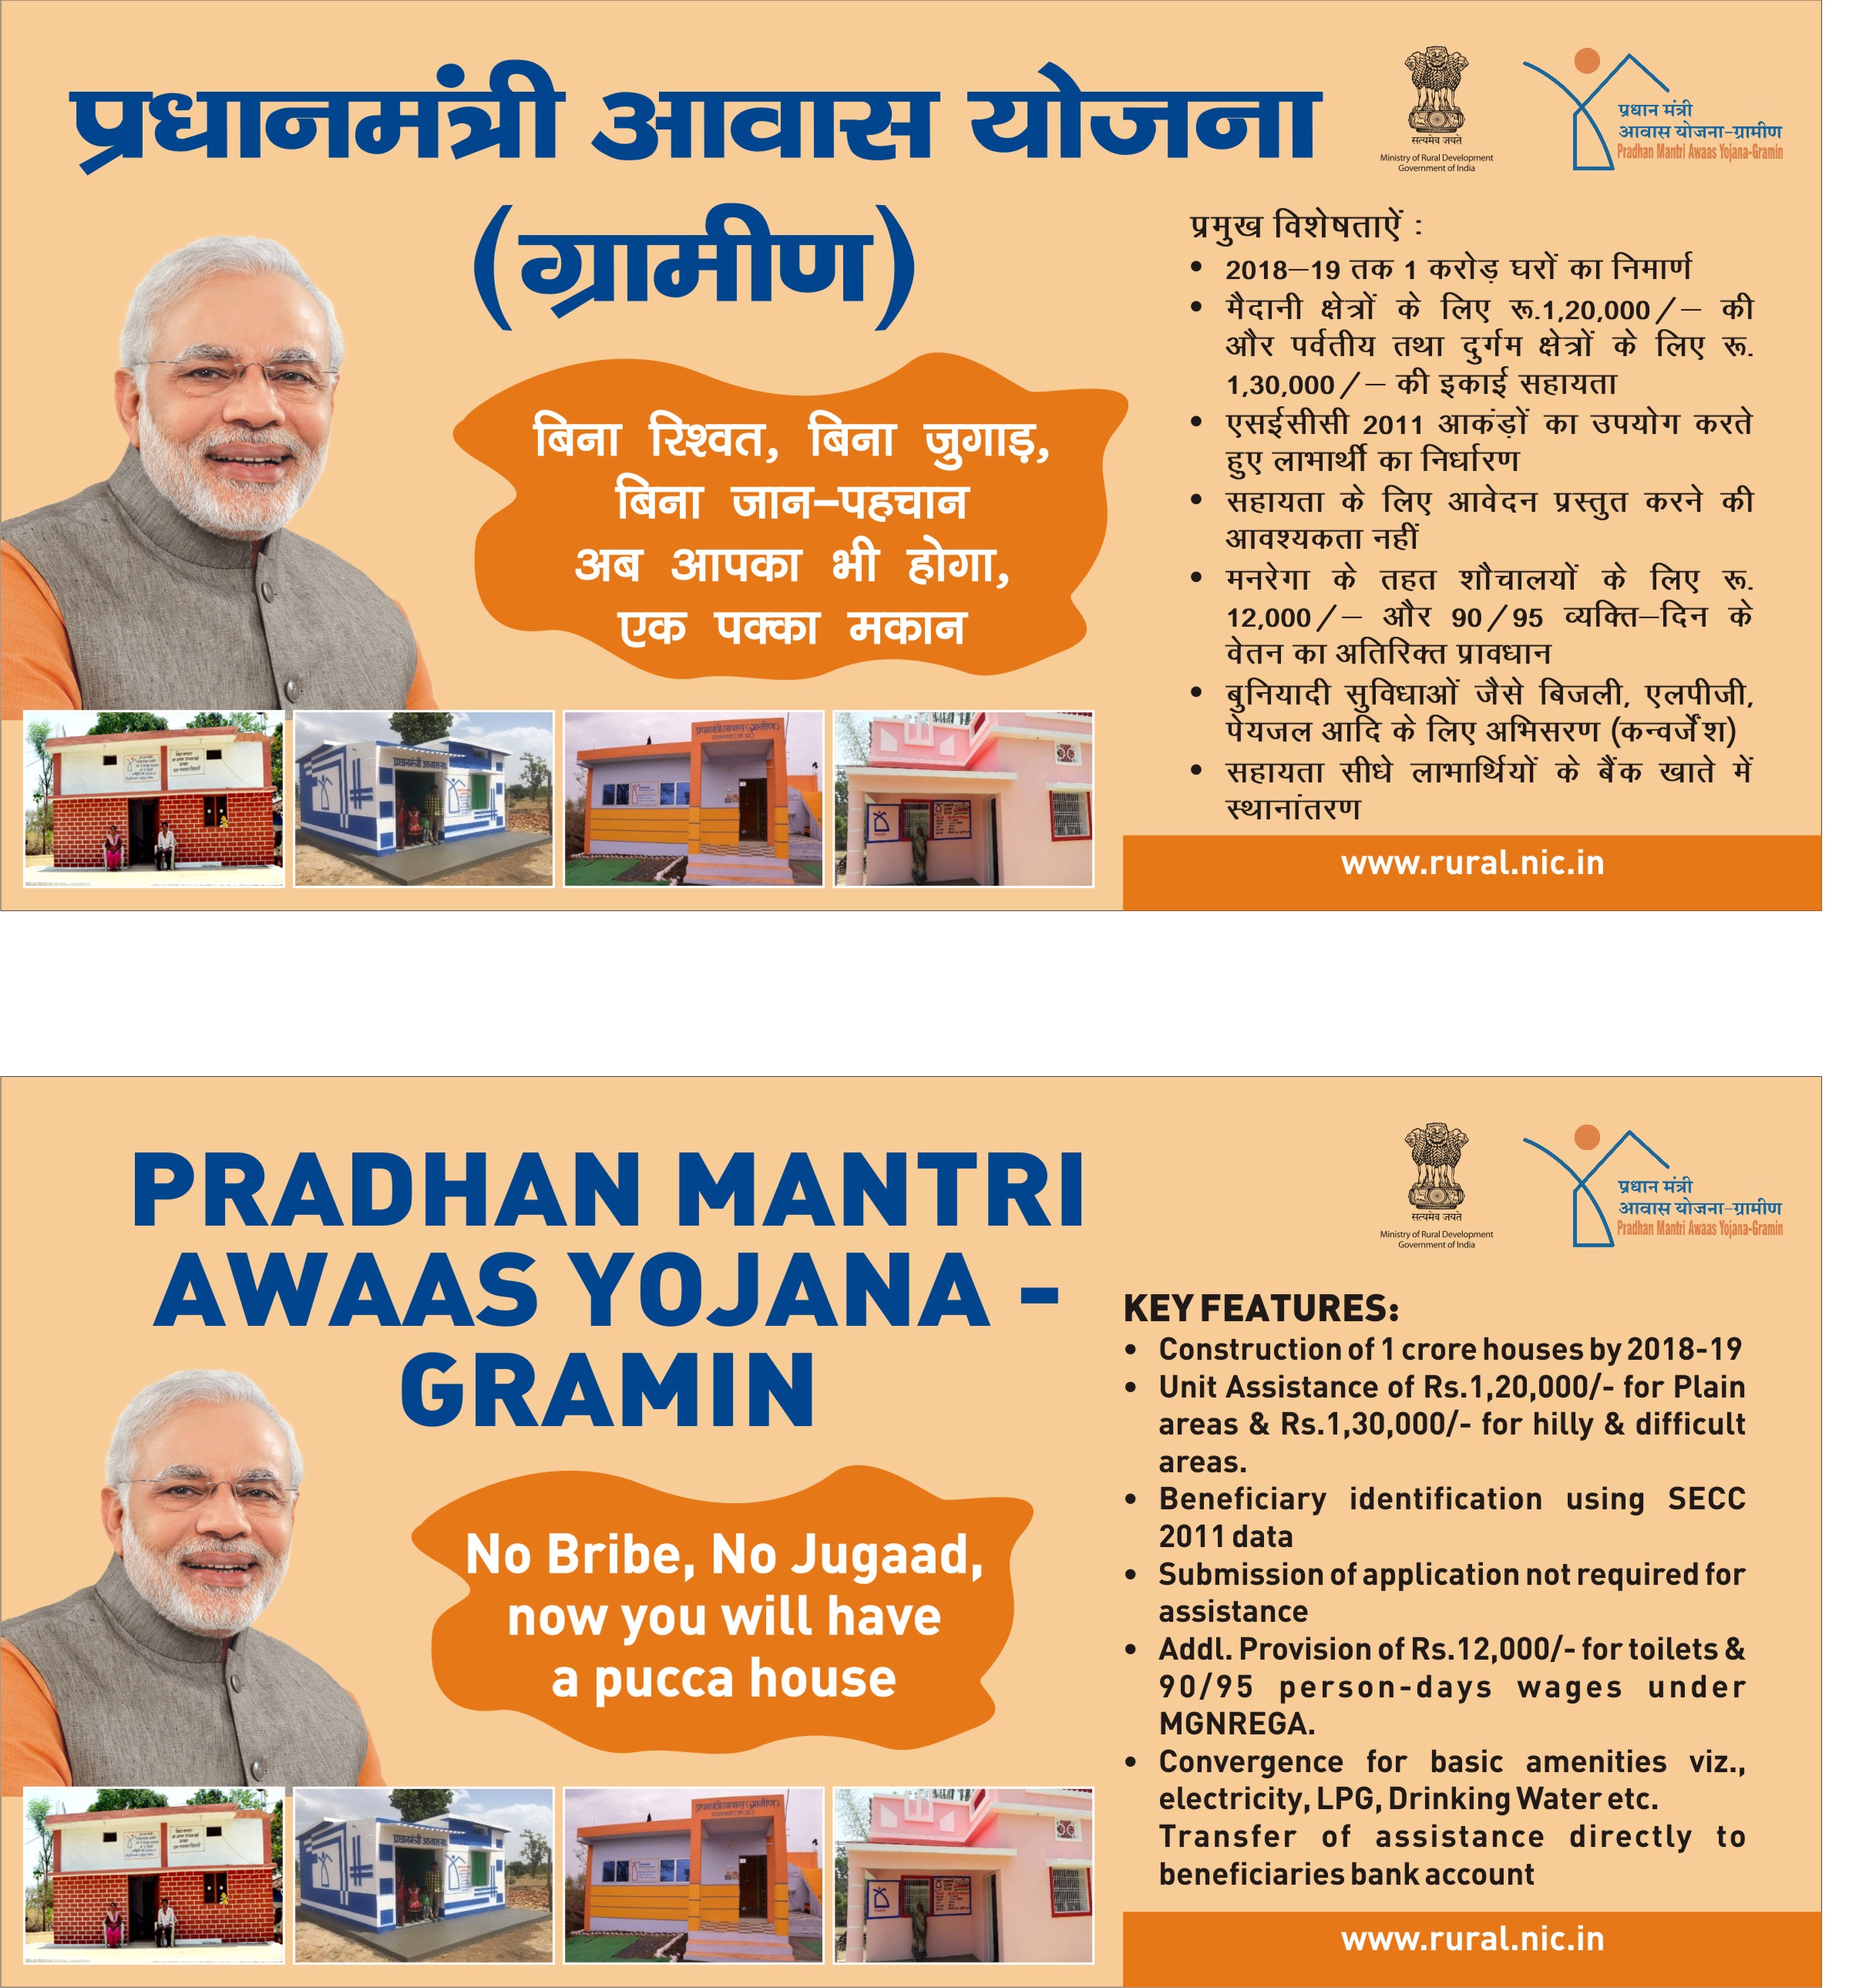 प्रधानमंत्री आवास योजना
(ग्रामीण)
सत्यमेव जयते
Ministry of Rural Development
Government of India
प्रधान मंत्री
आवास योजना-ग्रामीण
Pradhan Mantri Awaas Yojana-Gramin
बिना रिश्वत, बिना जुगाड़,
बिना जान-पहचान
अब आपका भी होगा,
एक पक्का मकान
प्रमुख विशेषताऐं :
• 2018–19 तक 1 करोड़ घरों का निमार्ण
• मैदानी क्षेत्रों के लिए रू.1,20,000/– की
और पर्वतीय तथा दुर्गम क्षेत्रों के लिए रू.
1,30,000/– की इकाई सहायता
• एसईसीसी 2011 आकंड़ों का उपयोग करते
हुए लाभार्थी का निर्धारण
• सहायता के लिए आवेदन प्रस्तुत करने की
आवश्यकता नहीं
• मनरेगा के तहत शौचालयों के लिए रू.
12,000/– और 90/95 व्यक्ति–दिन के
वेतन का अतिरिक्त प्रावधान
• बुनियादी सुविधाओं जैसे बिजली, एलपीजी,
पेयजल आदि के लिए अभिसरण (कन्वर्जेंश)
• सहायता सीधे लाभार्थियों के बैंक खाते में
स्थानांतरण
www.rural.nic.in
PRADHAN MANTRI
AWAAS YOJANA -
GRAMIN
सत्यमेव जयते
Ministry of Rural Development
Government of India
प्रधान मंत्री
आवास योजना-ग्रामीण
Pradhan Mantri Awaas Yojana-Gramin
No Bribe, No Jugaad,
now you will have
a pucca house
KEY FEATURES:
• Construction of 1 crore houses by 2018-19
• Unit Assistance of Rs.1,20,000/- for Plain
areas & Rs.1,30,000/- for hilly & difficult
areas.
• Beneficiary identification using SECC
2011 data
• Submission of application not required for
assistance
• Addl. Provision of Rs.12,000/- for toilets &
90/95 person-days wages under
MGNREGA.
• Convergence for basic amenities viz.,
electricity, LPG, Drinking Water etc.
Transfer of assistance directly to
beneficiaries bank account
www.rural.nic.in